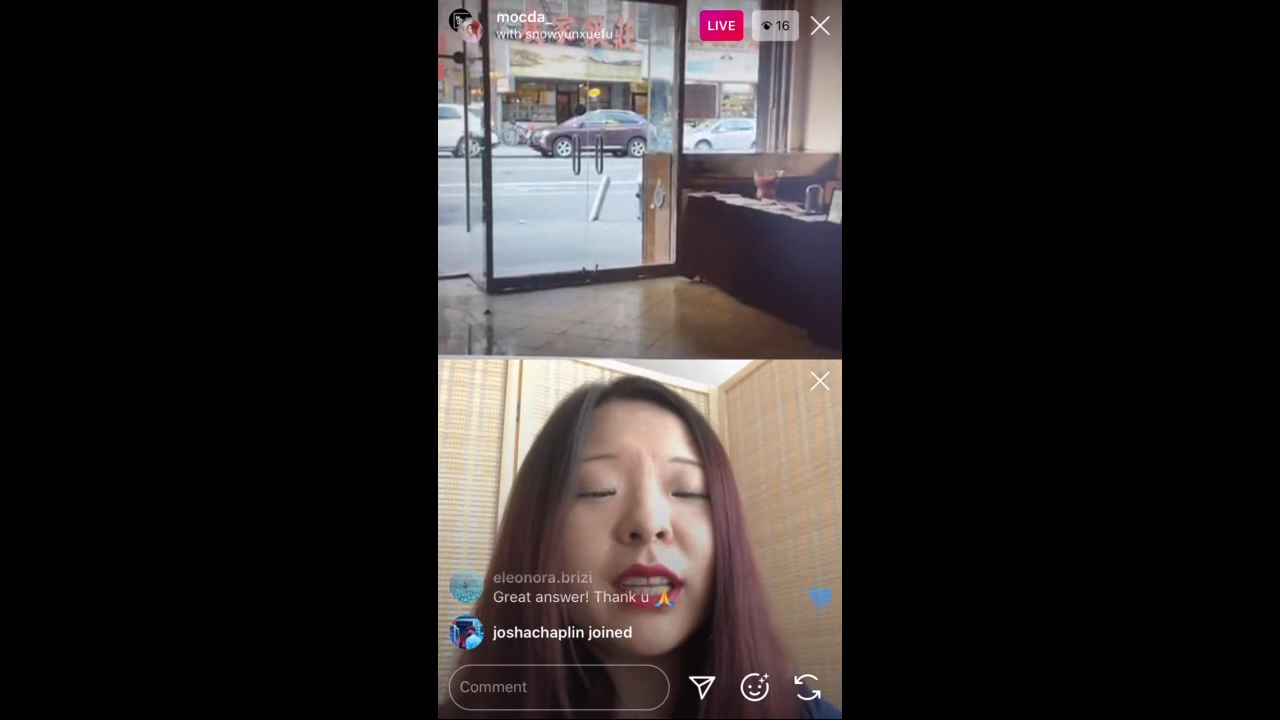 mocda_
with snowyunxuefu
LIVE
16
eleonora.brizi
Great answer! Thank u 🙏
joshachaplin joined
Comment